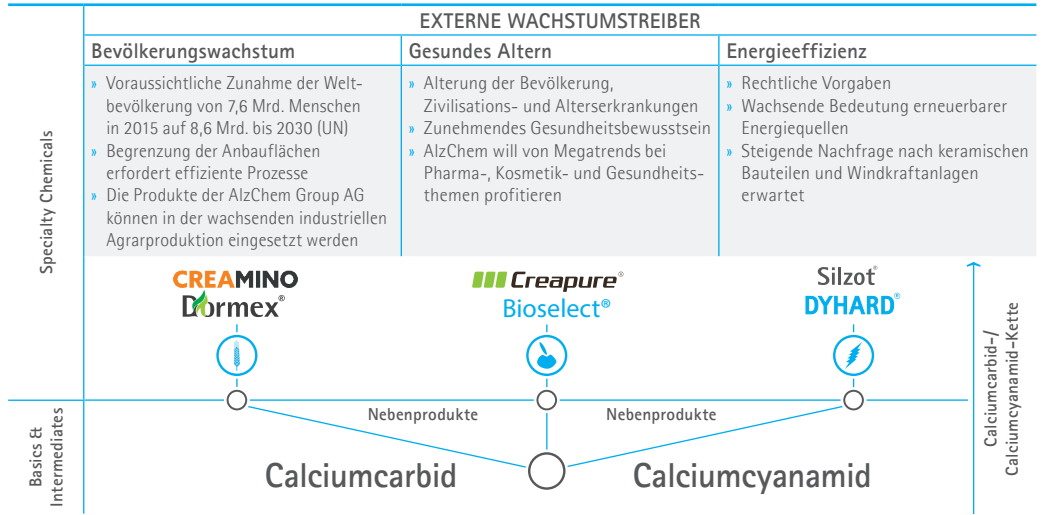 EXTERNE WACHSTUMSTREIBER
Bevölkerungswachstum
» Voraussichtliche Zunahme der Welt-
bevölkerung von 7,6 Mrd. Menschen
in 2015 auf 8,6 Mrd. bis 2030 (UN)
» Begrenzung der Anbauflächen
erfordert effiziente Prozesse
» Die Produkte der AlzChem Group AG
können in der wachsenden industriellen
Agrarproduktion eingesetzt werden
Gesundes Altern
» Alterung der Bevölkerung,
Zivilisations- und Alterserkrankungen
» Zunehmendes Gesundheitsbewusstsein
» AlzChem will von Megatrends bei
Pharma-, Kosmetik- und Gesundheits-
themen profitieren
Energieeffizienz
» Rechtliche Vorgaben
» Wachsende Bedeutung erneuerbarer
Energiequellen
» Steigende Nachfrage nach keramischen
Bauteilen und Windkraftanlagen
erwartet
Specialty Chemicals
CREAMINO
Dormex®
Creapure®
Bioselect®
Silzot®
DYHARD®
Nebenprodukte
Nebenprodukte
Basics &
Intermediates
Calciumcarbid
Calciumcyanamid
Calciumcarbid-/
Calciumcyanamid-Kette